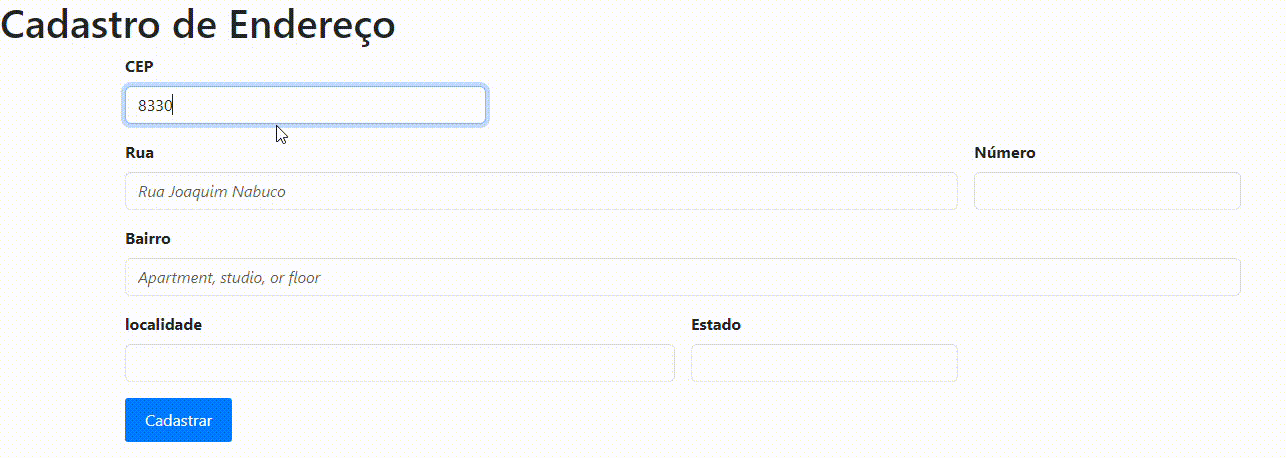 Cadastro de Endereço
CEP
8330
Rua Número
Rua Joaquim Nabuco
Bairro
Apartment, studio, or floor
localidade Estado
Cadastrar